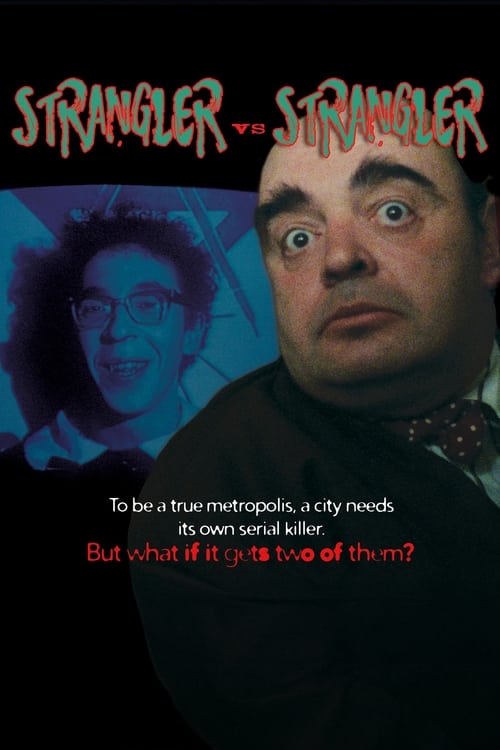 STRANGLER vs STRANGLER
To be a true metropolis, a city needs
its own serial killer.
But what if it gets two of them?